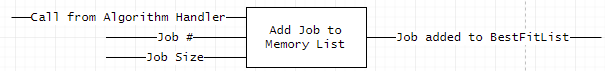 Call from Algorithm Handler
Job #
Job Size
Add Job to
Memory List
Job added to BestFitList